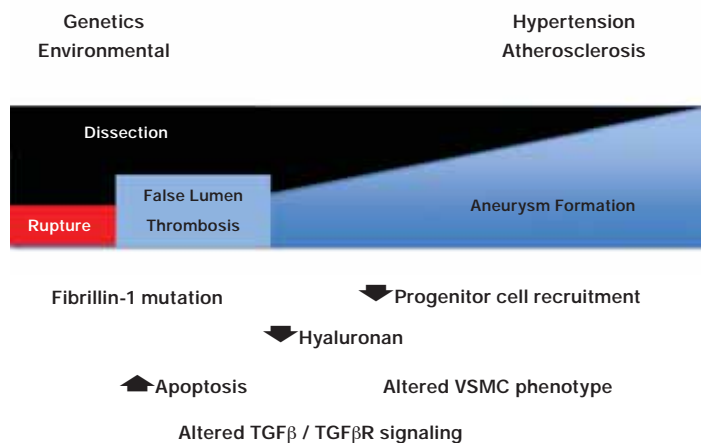 Genetics
Environmental
Hypertension
Atherosclerosis
Dissection
False Lumen
Thrombosis
Rupture
Aneurysm Formation
Fibrillin-1 mutation
Progenitor cell recruitment
Hyaluronan
Apoptosis
Altered VSMC phenotype
Altered TGFβ / TGFβR signaling